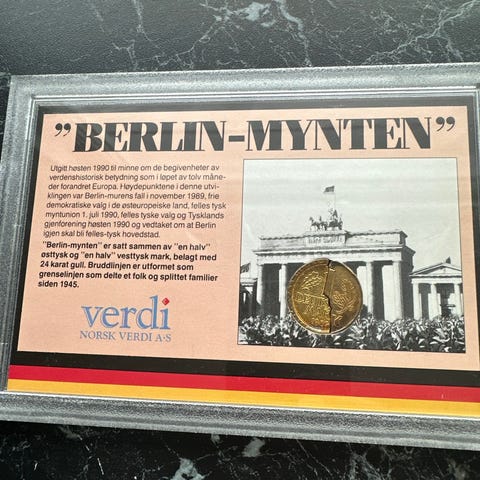 "BERLIN-MYNTEN"
Utgitt høsten 1990 til minne om de begivenheter av
verdenshistorisk betydning som i løpet av tolv måne-
der forandret Europa. Høydepunktene i denne utvi-
klingen var Berlin-murens fall i november 1989, frie
demokratiske valg i de østeuropeiske land, felles tysk
myntunion 1. juli 1990, felles tyske valg og Tysklands
gjenforening høsten 1990 og vedtaket om at Berlin
igjen skal bli felles-tysk hovedstad.
"Berlin-mynten" er satt sammen av "en halv"
østtysk og "en halv" vesttysk mark, belagt med
24 karat gull. Bruddlinjen er utformet som
grenselinjen som delte et folk og splittet familier
siden 1945.
verdi
NORSK VERDI A·S